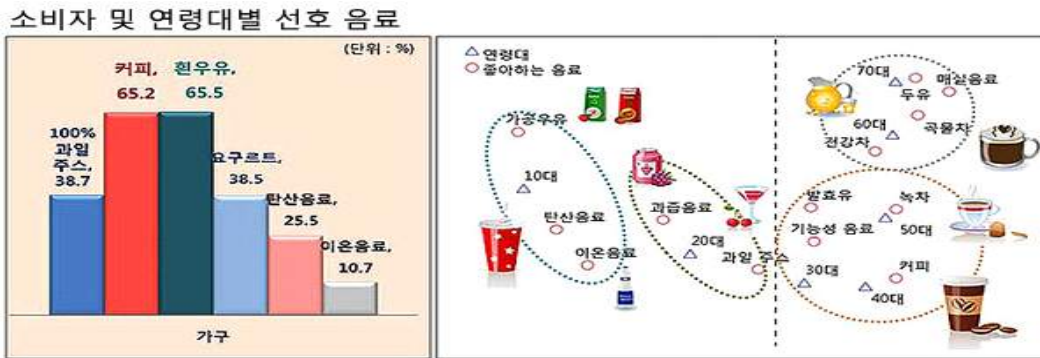 소비자 및 연령대별 선호 음료
(단위 : %)
커피,
65.2
흰우유,
65.5
100%
과일
주스,
38.7
요구르트,
38.5
탄산음료,
25.5
이온음료,
10.7
가구
△연령대
○좋아하는 음료
가공우유
10대
탄산음료
이온음료
과즙음료
20대
과일 주
70대
매실음료
두유
60대
곡물차
전강차
발효유
녹차
기능성 음료
50대
30대
커피
40대